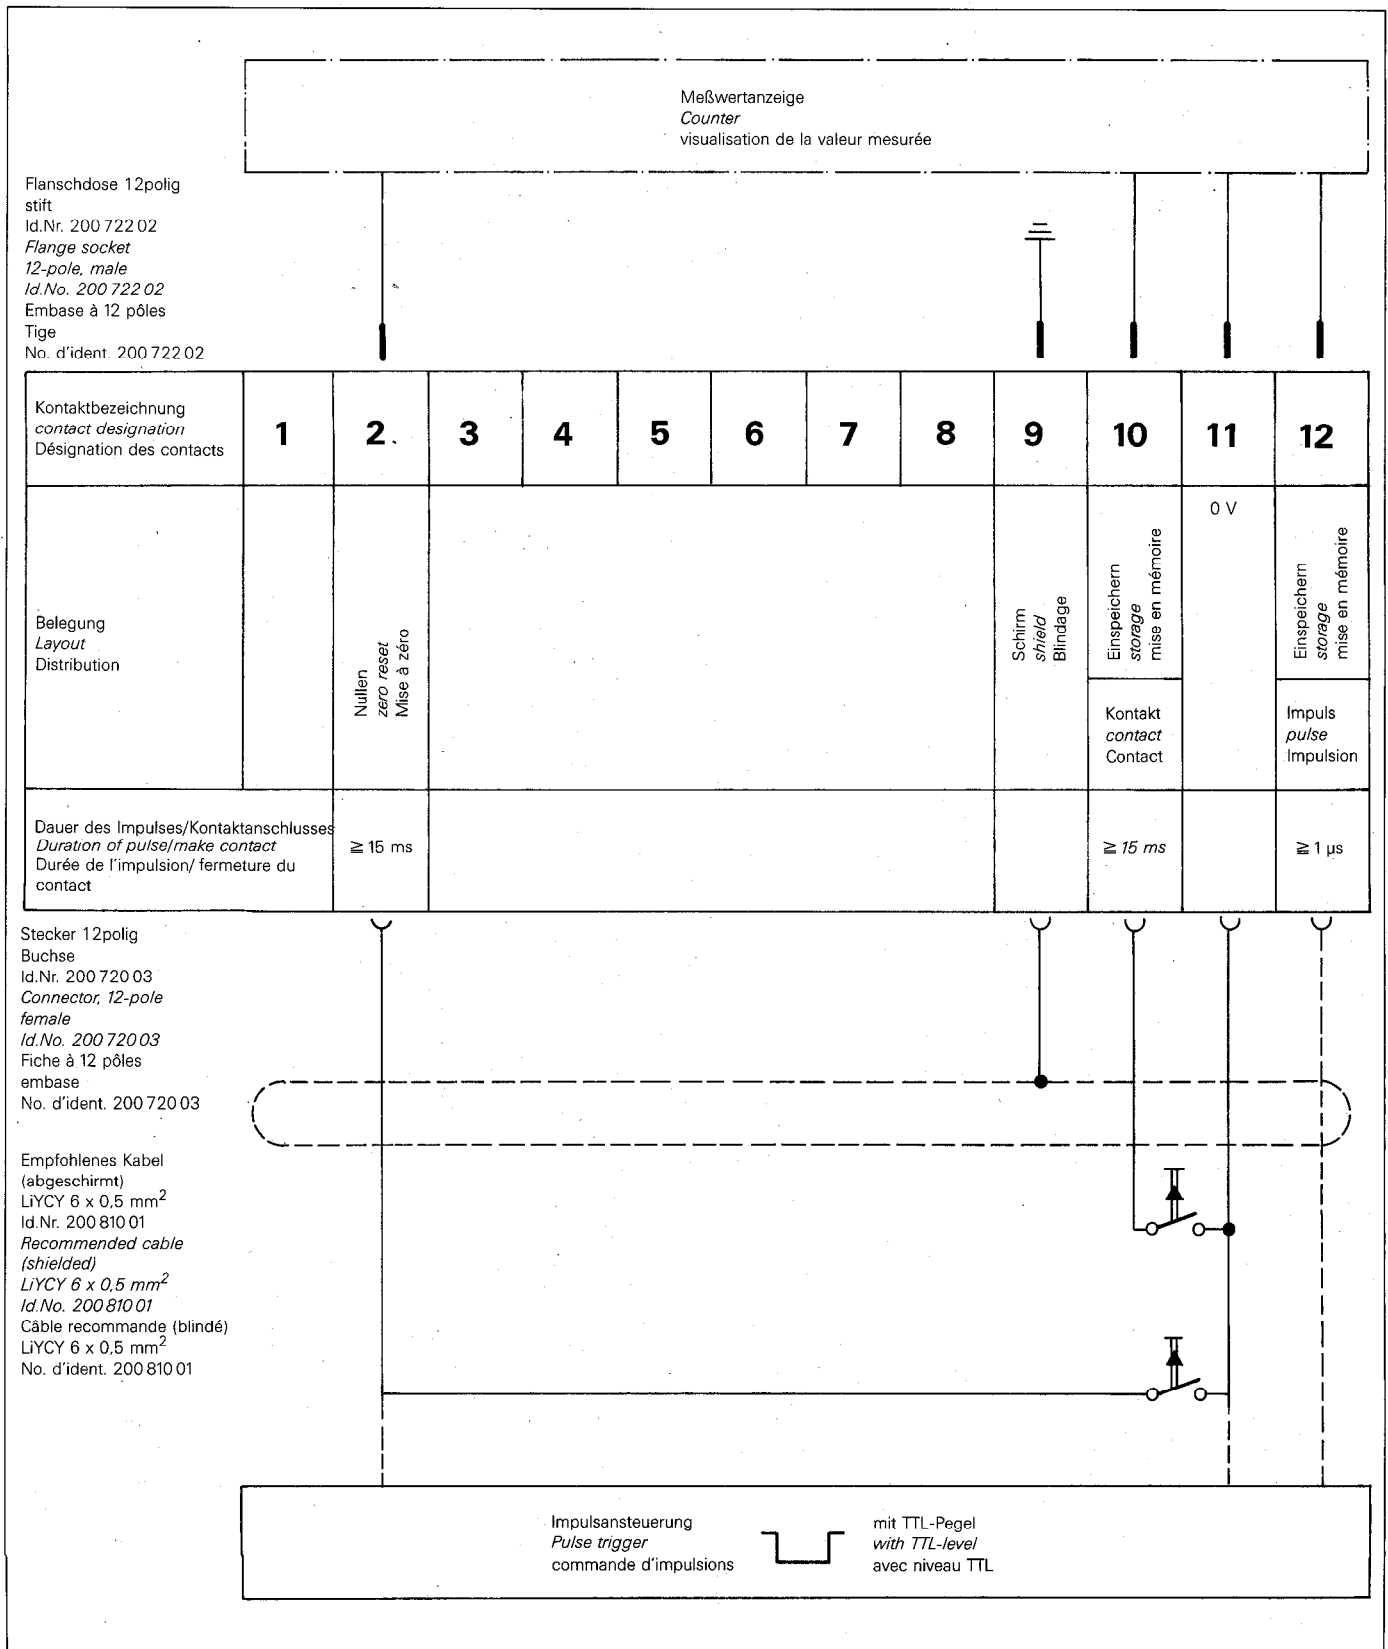 Meßwertanzeige
Counter
visualisation de la valeur mesurée
Flanschdose 12polig
stift
Id.Nr. 200 722 02
Flange socket
12-pole, male
Id.No. 200 722 02
Embase à 12 pôles
Tige
No. d'ident. 200 722 02
Kontaktbezeichnung
contact designation
Désignation des contacts
1 2 3 4 5 6 7 8 9 10 11 12
Belegung
Layout
Distribution
Nullen
zero reset
Mise à zéro
Schirm
shield
Blindage
Einspeichern
storage
mise en mémoire
Kontakt
contact
Contact
0 V
Einspeichern
storage
mise en mémoire
Impuls
pulse
Impulsion
Dauer des Impulses/Kontaktanschlusses
Duration of pulse/make contact
Durée de l'impulsion/ fermeture du
contact
≧ 15 ms
≧ 15 ms
≧ 1 µs
Stecker 12polig
Buchse
Id.Nr. 200 720 03
Connector, 12-pole
female
Id.No. 200 720 03
Fiche à 12 pôles
embase
No. d'ident. 200 720 03
Empfohlenes Kabel
(abgeschirmt)
LiYCY 6 x 0,5 mm²
Id.Nr. 200 810 01
Recommended cable
(shielded)
LiYCY 6 x 0,5 mm²
Id.No. 200 810 01
Câble recommande (blindé)
LiYCY 6 x 0,5 mm²
No. d'ident. 200 810 01
Impulsansteuerung
Pulse trigger
commande d'impulsions
mit TTL-Pegel
with TTL-level
avec niveau TTL